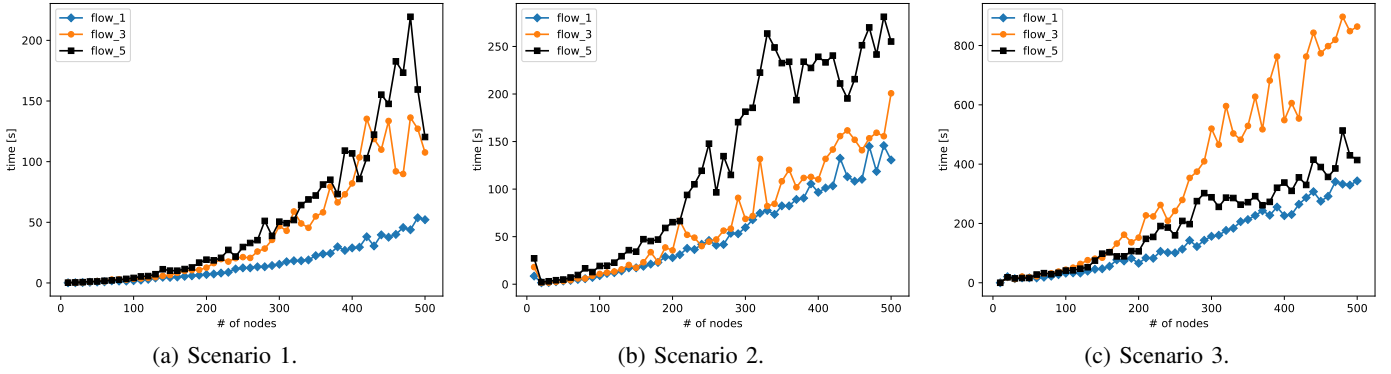 flow_1
flow_3
flow_5
time [s]
200
150
100
50
0
0 100 200 300 400 500
# of nodes
(a) Scenario 1.
flow_1
flow_3
flow_5
time [s]
250
200
150
100
50
0
0 100 200 300 400 500
# of nodes
(b) Scenario 2.
flow_1
flow_3
flow_5
time [s]
800
600
400
200
0
0 100 200 300 400 500
# of nodes
(c) Scenario 3.